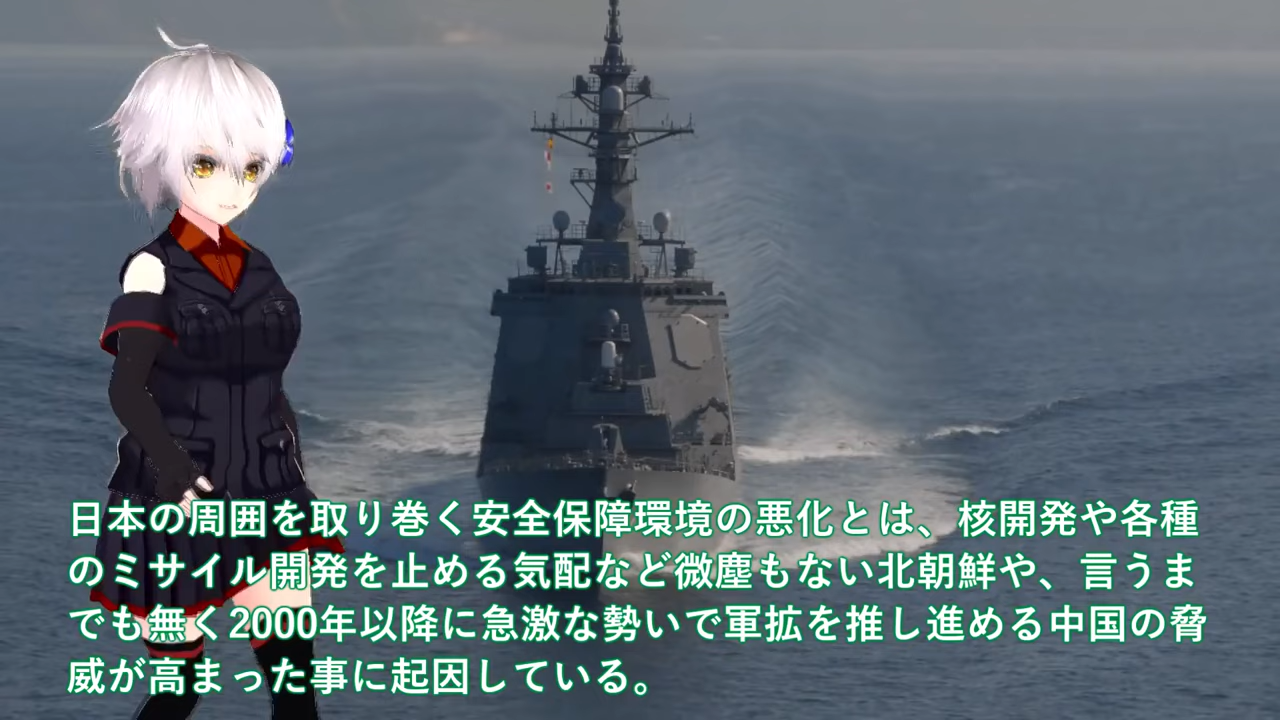 日本の周囲を取り巻く安全保障環境の悪化とは、核開発や各種
のミサイル開発を止める気配など微塵もない北朝鮮や、言うま
でも無く2000年以降に急激な勢いで軍拡を推し進める中国の脅
威が高まった事に起因している。